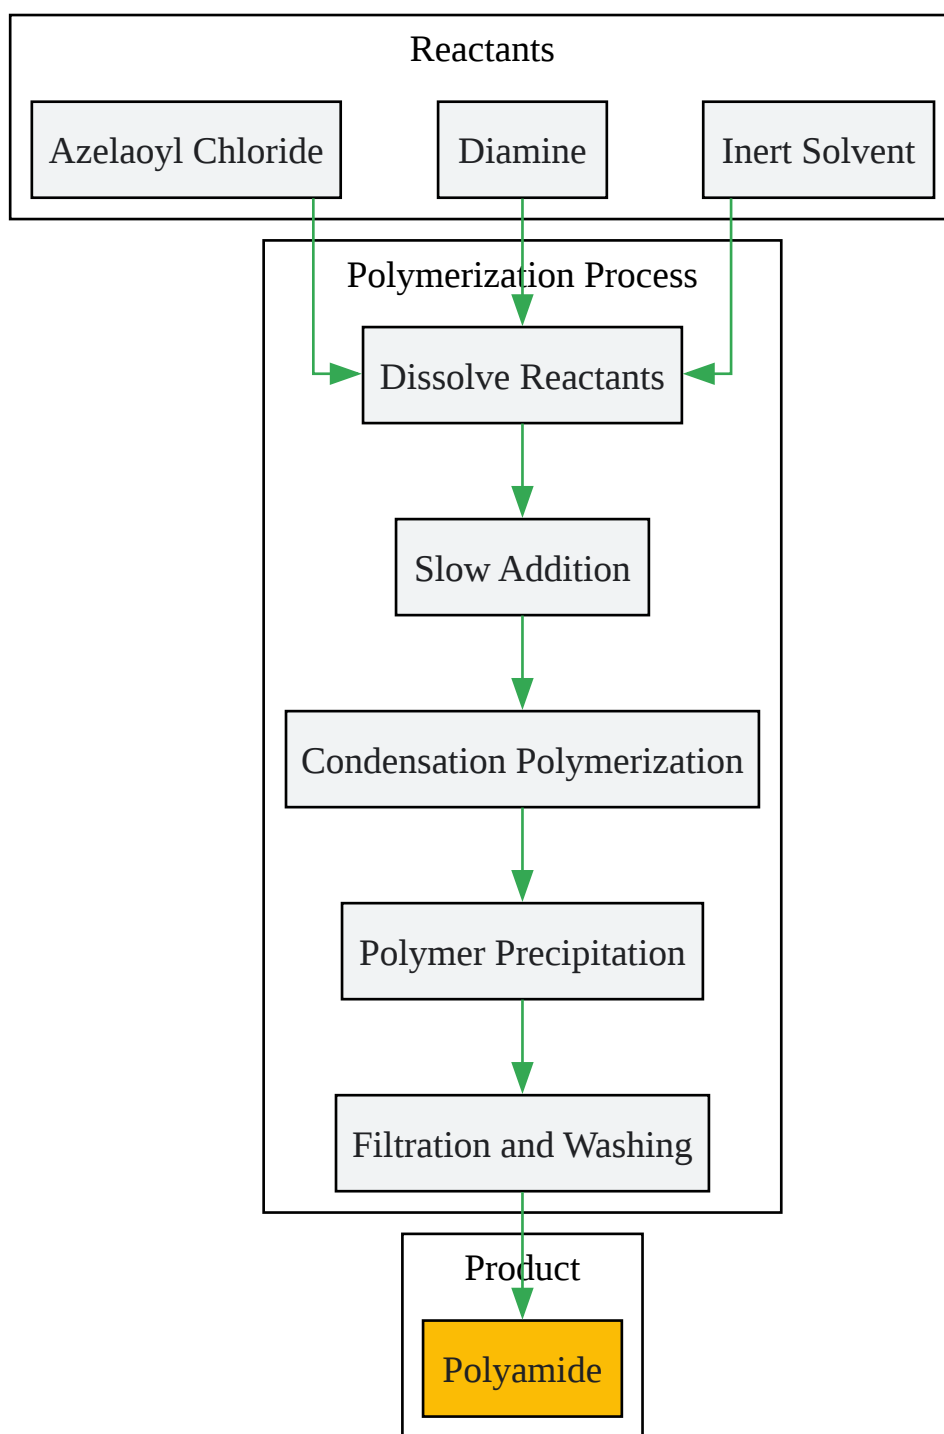 Reactants
Azelaoyl Chloride
Diamine
Inert Solvent
Polymerization Process
Dissolve Reactants
Slow Addition
Condensation Polymerization
Polymer Precipitation
Filtration and Washing
Product
Polyamide